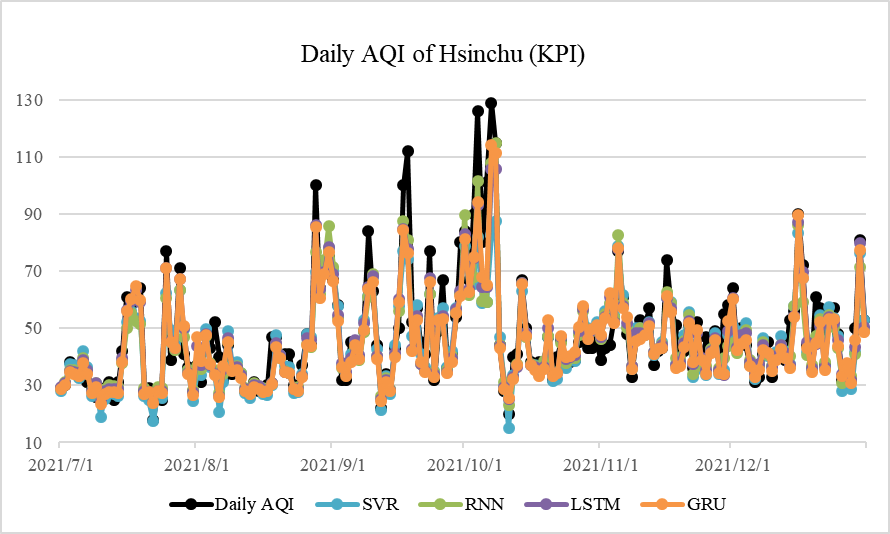 Daily AQI of Hsinchu (KPI)
130
110
90
70
50
30
10
2021/7/1 2021/8/1 2021/9/1 2021/10/1 2021/11/1 2021/12/1
Daily AQI SVR RNN LSTM GRU